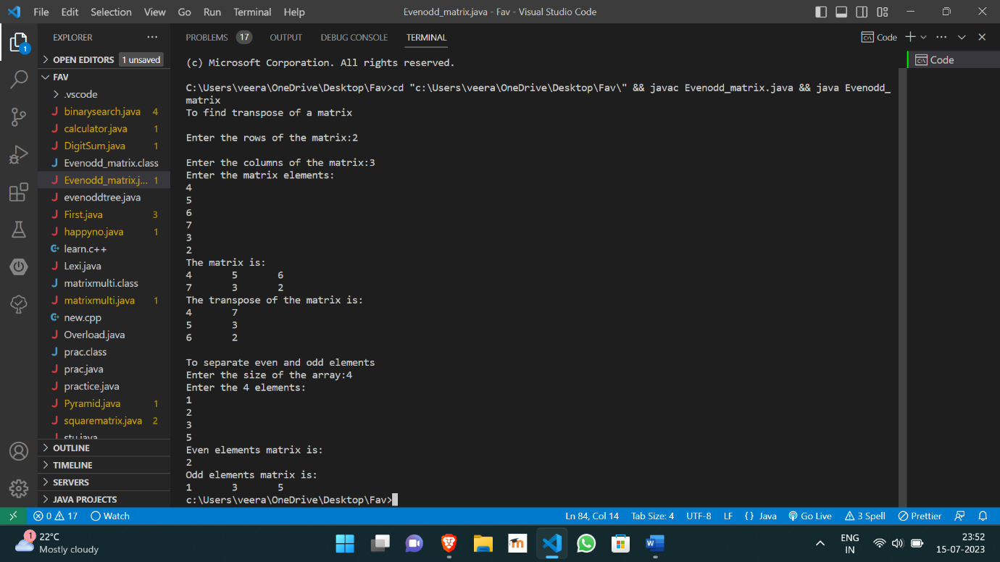 File Edit Selection View Go Run Terminal Help
Evenodd_matrix.java - Fav - Visual Studio Code
EXPLORER
1
OPEN EDITORS 1 unsaved
FAV
.vscode
binarysearch.java 4
calculator.java 1
DigitSum.java 1
Evenodd_matrix.class
Evenodd_matrix.j... 1
evenoddtree.java
First.java 3
happyno.java 1
learn.c++
Lexi.java
matrixmulti.class
matrixmulti.java 1
new.cpp
Overload.java
prac.class
prac.java
practice.java
Pyramid.java 1
squarematrix.java 2
stu.java
OUTLINE
TIMELINE
SERVERS
JAVA PROJECTS
PROBLEMS 17 OUTPUT DEBUG CONSOLE TERMINAL
Code
Code
(c) Microsoft Corporation. All rights reserved.
C:\Users\veera\OneDrive\Desktop\Fav>cd "c:\Users\veera\OneDrive\Desktop\Fav\" && javac Evenodd_matrix.java && java Evenodd_
matrix
To find transpose of a matrix
Enter the rows of the matrix:2
Enter the columns of the matrix:3
Enter the matrix elements:
4
5
6
7
3
2
The matrix is:
4 5 6
7 3 2
The transpose of the matrix is:
4 7
5 3
6 2
To separate even and odd elements
Enter the size of the array:4
Enter the 4 elements:
1
2
3
5
Even elements matrix is:
2
Odd elements matrix is:
1 3 5
c:\Users\veera\OneDrive\Desktop\Fav>
0 17 Watch
Ln 84, Col 14 Tab Size: 4 UTF-8 LF {} Java Go Live 3 Spell Prettier
1
22°C
Mostly cloudy
ENG
IN
23:52
15-07-2023